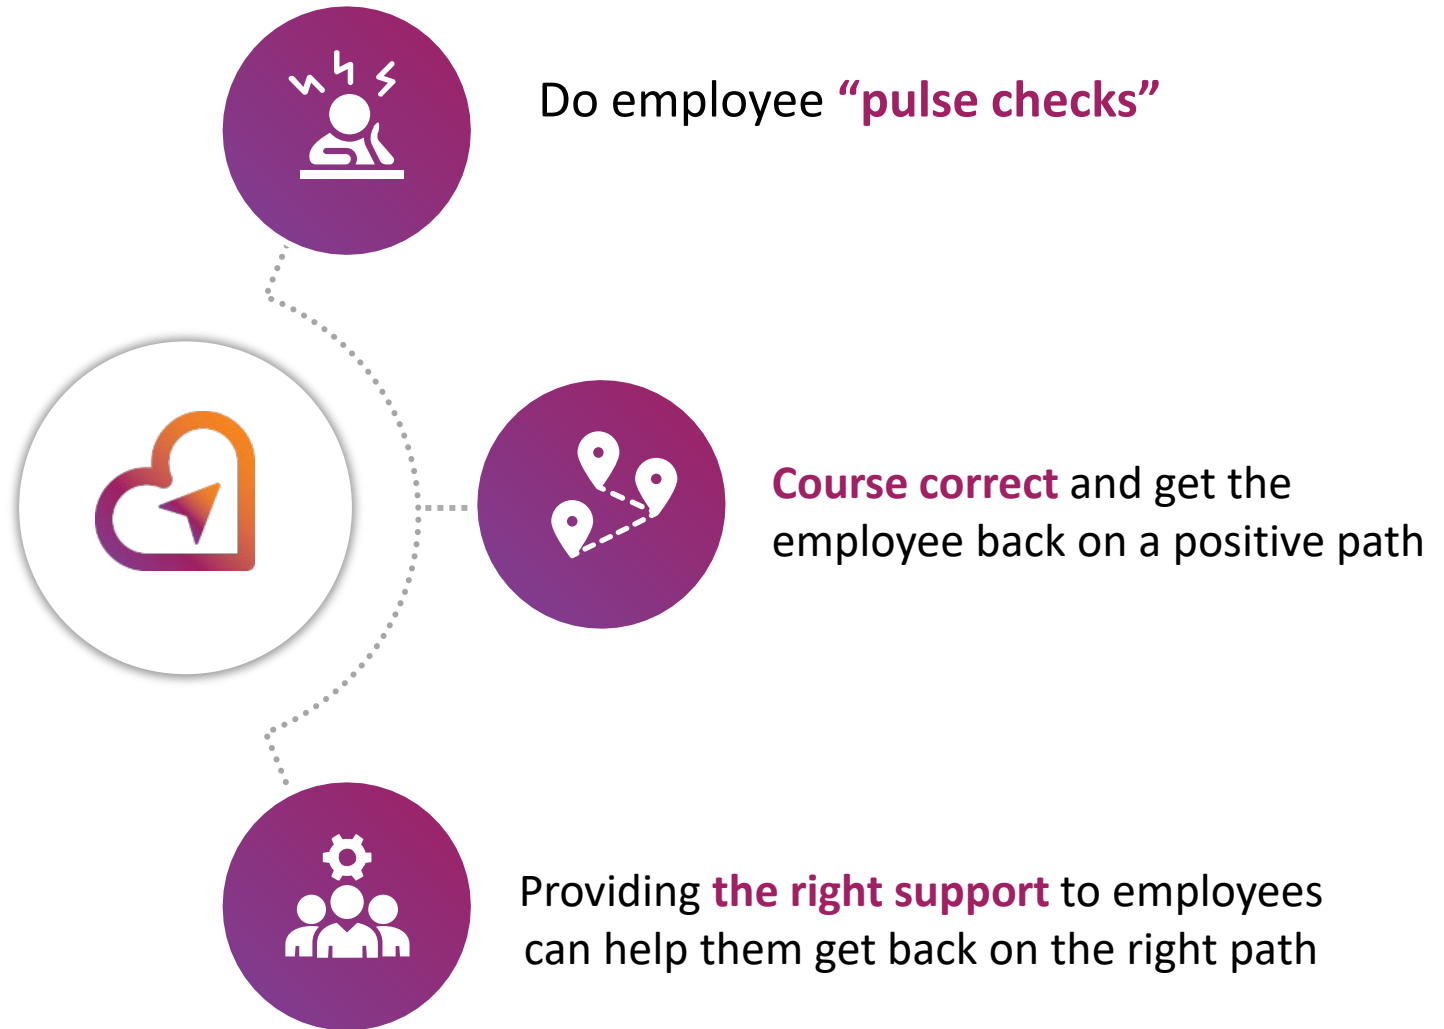 Do employee “pulse checks”
Course correct and get the
employee back on a positive path
Providing the right support to employees
can help them get back on the right path